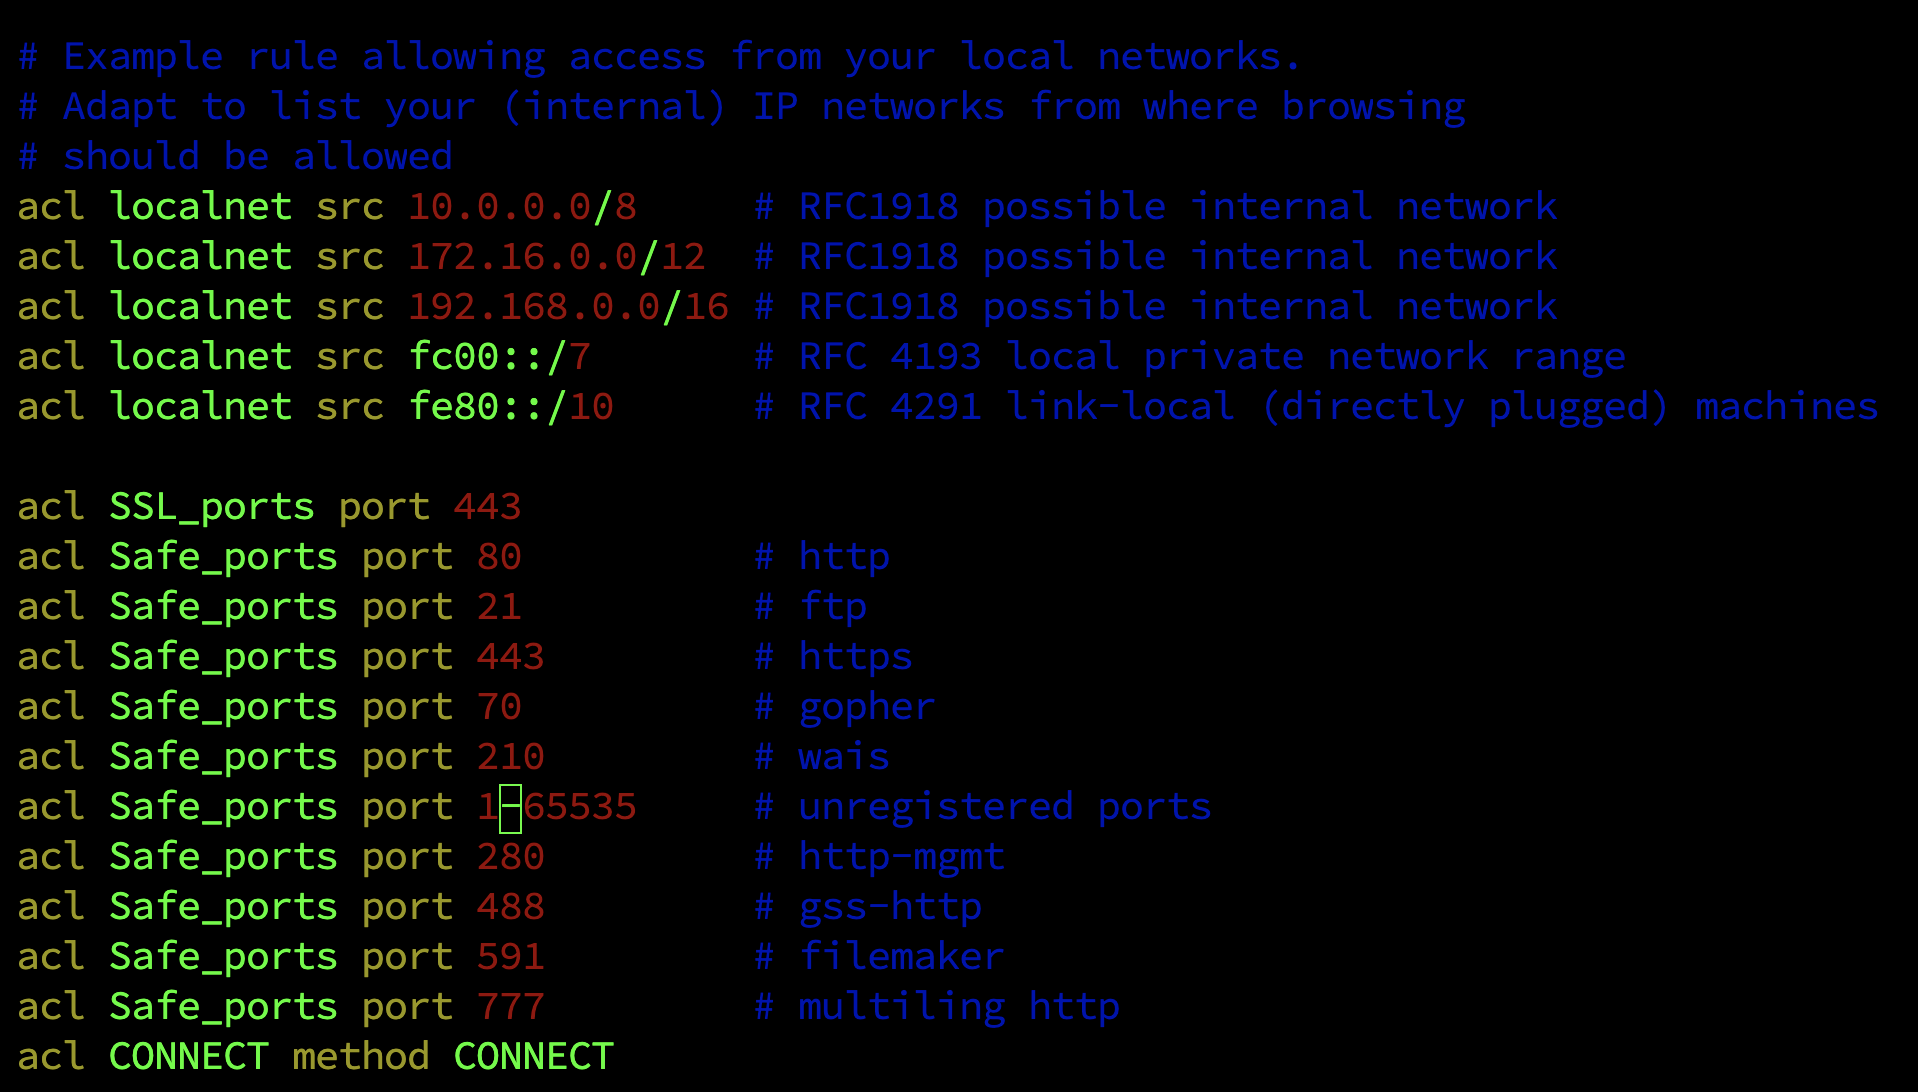 # Example rule allowing access from your local networks.
# Adapt to list your (internal) IP networks from where browsing
# should be allowed
acl localnet src 10.0.0.0/8     # RFC1918 possible internal network
acl localnet src 172.16.0.0/12  # RFC1918 possible internal network
acl localnet src 192.168.0.0/16 # RFC1918 possible internal network
acl localnet src fc00::/7       # RFC 4193 local private network range
acl localnet src fe80::/10      # RFC 4291 link-local (directly plugged) machines

acl SSL_ports port 443
acl Safe_ports port 80          # http
acl Safe_ports port 21          # ftp
acl Safe_ports port 443         # https
acl Safe_ports port 70          # gopher
acl Safe_ports port 210         # wais
acl Safe_ports port 1-65535     # unregistered ports
acl Safe_ports port 280         # http-mgmt
acl Safe_ports port 488         # gss-http
acl Safe_ports port 591         # filemaker
acl Safe_ports port 777         # multiling http
acl CONNECT method CONNECT